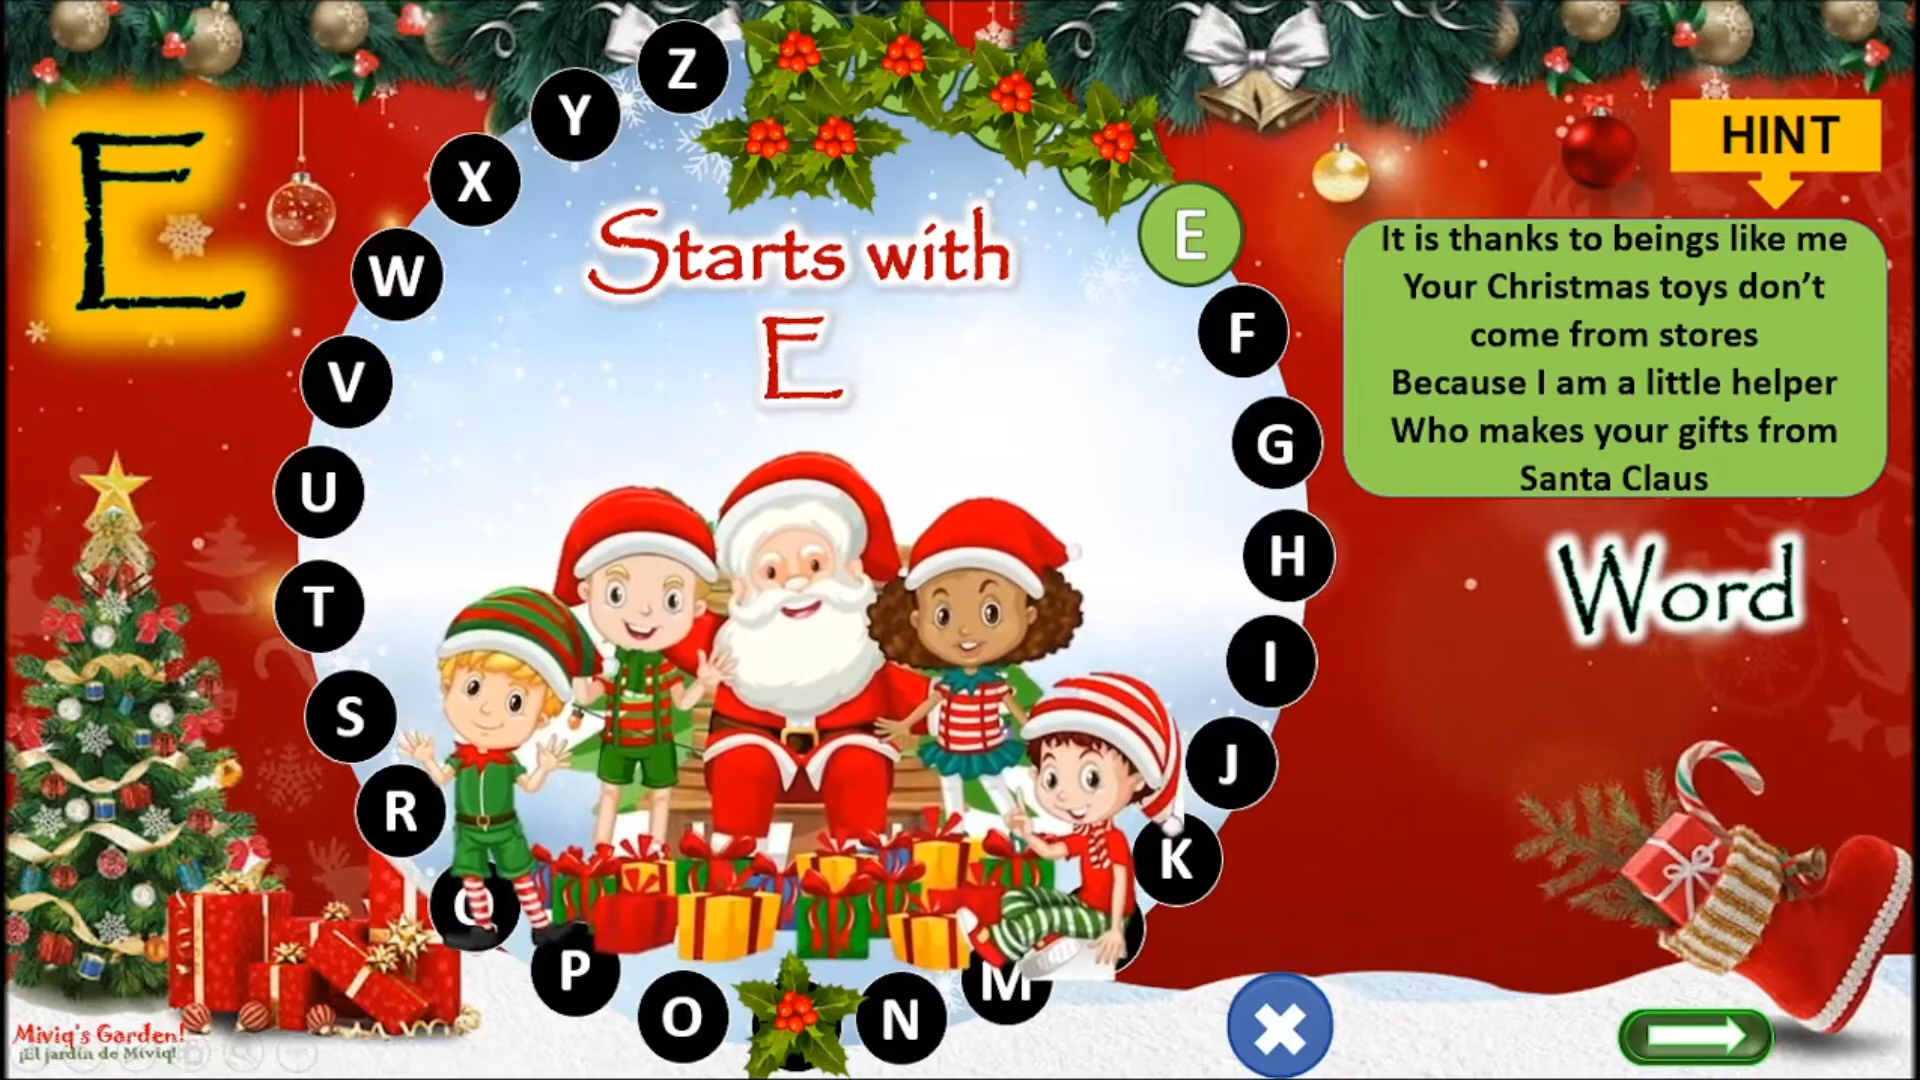 E
Starts with
E
HINT
It is thanks to beings like me
Your Christmas toys don't
come from stores
Because I am a little helper
Who makes your gifts from
Santa Claus
Word
E
F
G
H
I
J
K
M
N
O
P
R
S
T
U
V
W
X
Y
Z
Miviq's Garden!
¡El jardín de Miviq!